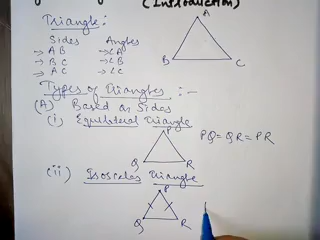 (Introduction)
Triangle:
Sides Angles
→ AB → ∠A
→ BC → ∠B
→ AC → ∠C
A
B C
Types of Triangles :-
(A) Based on Sides
(i) Equilateral Triangle
P
Q R
PQ = QR = PR
(ii) Isosceles Triangle
P
Q R